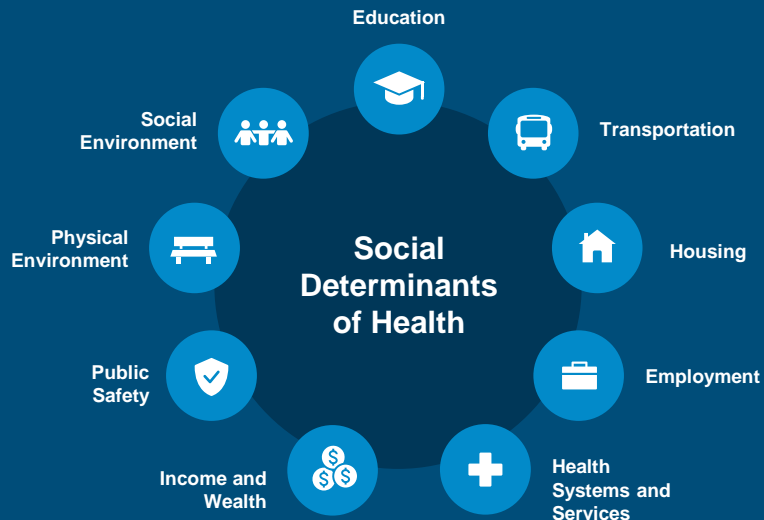 Education
Transportation
Housing
Employment
Health
Systems and
Services
Income and
Wealth
Public
Safety
Physical
Environment
Social
Environment
Social
Determinants
of Health
$
$
$